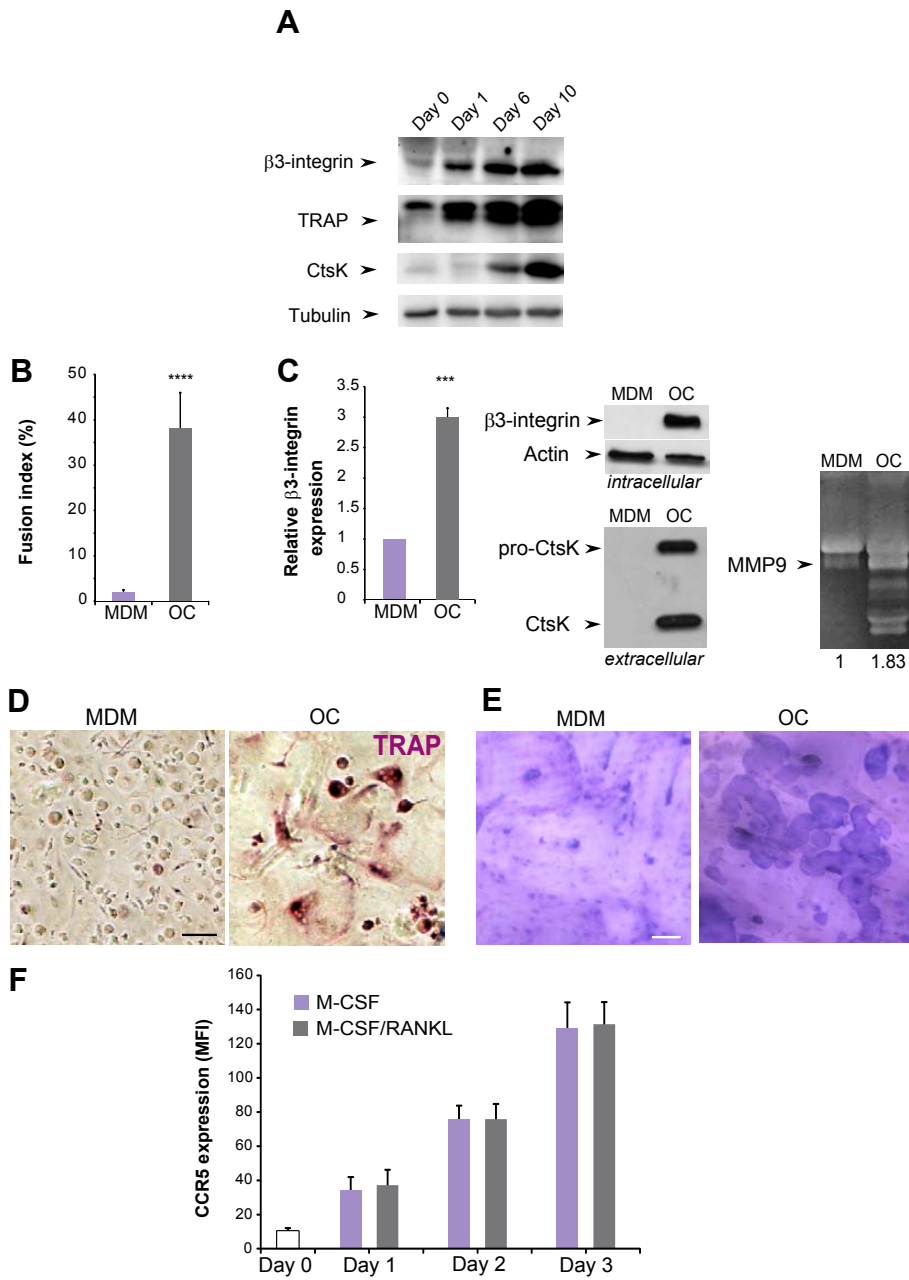 A
Day 0 Day 1 Day 6 Day 10
β3-integrin
TRAP
CtsK
Tubulin
B
Fusion index (%)
50
40
30
20
10
0
MDM OC
****
C
Relative β3-integrin
expression
3.5
3
2.5
2
1.5
1
0.5
0
MDM OC
***
MDM OC
β3-integrin
Actin
intracellular
MDM OC
pro-CtsK
CtsK
extracellular
MDM OC
MMP9
1 1.83
D
MDM OC
TRAP
E
MDM OC
F
CCR5 expression (MFI)
160
140
120
100
80
60
40
20
0
M-CSF
M-CSF/RANKL
Day 0 Day 1 Day 2 Day 3